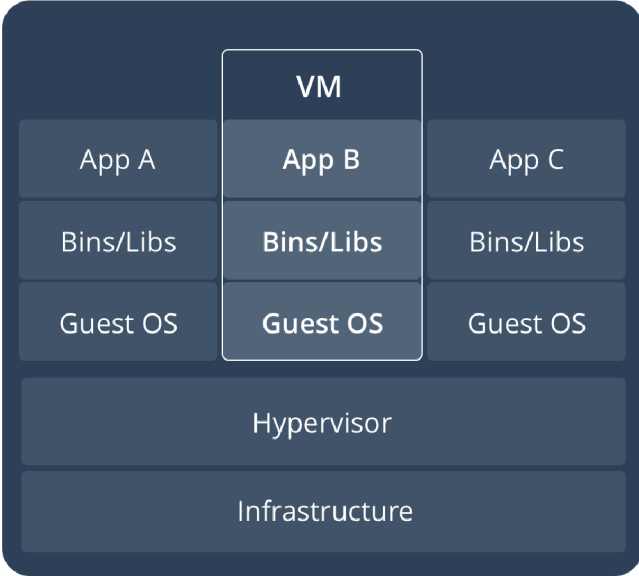 VM
App A
App B
App C
Bins/Libs
Bins/Libs
Bins/Libs
Guest OS
Guest OS
Guest OS
Hypervisor
Infrastructure